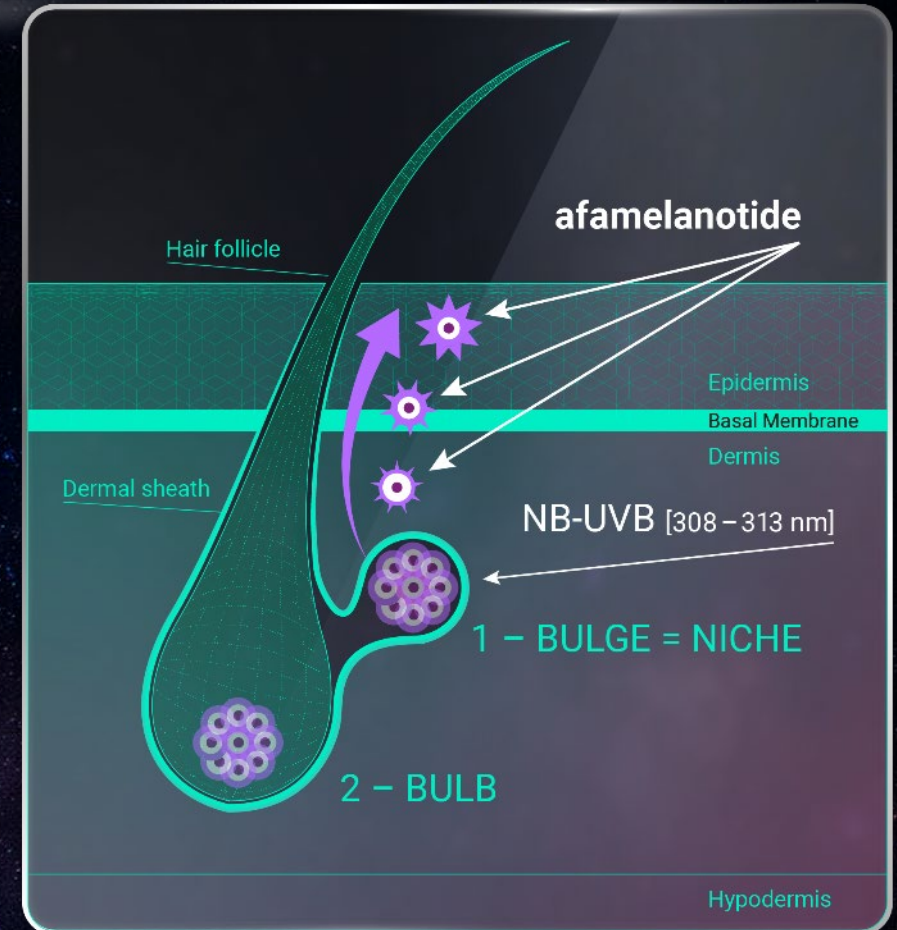 afamelanotide
Hair follicle
Epidermis
Basal Membrane
Dermis
Dermal sheath
NB-UVB [308 – 313 nm]
1 – BULGE = NICHE
2 – BULB
Hypodermis